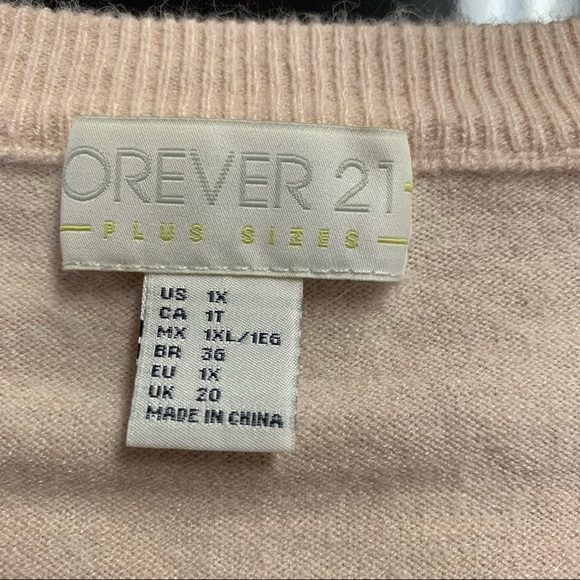 OREVER 21
PLUS SIZES
US 1X
CA 1T
MX 1XL/1EG
BR 3G
EU 1X
UK 20
MADE IN CHINA